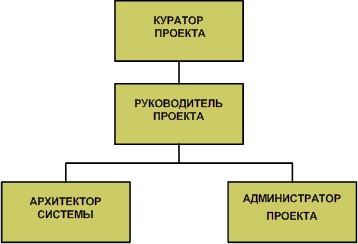 КУРАТОР
ПРОЕКТА
РУКОВОДИТЕЛЬ
ПРОЕКТА
АРХИТЕКТОР
СИСТЕМЫ
АДМИНИСТРАТОР
ПРОЕКТА